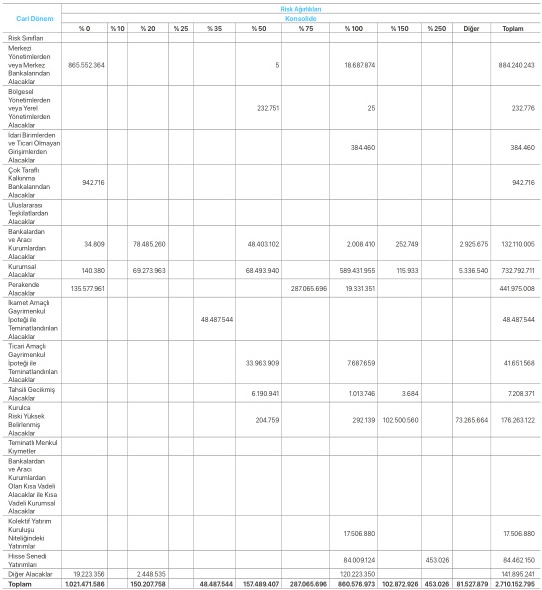 Cari Dönem
Risk Ağırlıkları
Konsolide
% 0 % 10 % 20 % 25 % 35 % 50 % 75 % 100 % 150 % 250 Diğer Toplam
Risk Sınıfları
Merkezi
Yönetimlerden
veya Merkez
Bankalarından
Alacaklar
865.552.364 5 18.687.874 884.240.243
Bölgesel
Yönetimlerden
veya Yerel
Yönetimlerden
Alacaklar
232.751 25 232.776
İdari Birimlerden
ve Ticari Olmayan
Girişimlerden
Alacaklar
384.460 384.460
Çok Taraflı
Kalkınma
Bankalarından
Alacaklar
942.716 942.716
Uluslararası
Teşkilatlardan
Alacaklar
Bankalardan
ve Aracı
Kurumlardan
Alacaklar
34.809 78.485.260 48.403.102 2.008.410 252.749 2.925.675 132.110.005
Kurumsal
Alacaklar
140.380 69.273.963 68.493.940 589.431.955 115.933 5.336.540 732.792.711
Perakende
Alacaklar
135.577.961 287.065.696 19.331.351 441.975.008
İkamet Amaçlı
Gayrimenkul
İpoteği ile
Teminatlandırılan
Alacaklar
48.487.544 48.487.544
Ticari Amaçlı
Gayrimenkul
İpoteği ile
Teminatlandırılan
Alacaklar
33.963.909 7.687.659 41.651.568
Tahsili Gecikmiş
Alacaklar
6.190.941 1.013.746 3.684 7.208.371
Kurulca
Riski Yüksek
Belirlenmiş
Alacaklar
204.759 292.139 102.500.560 73.265.664 176.263.122
Teminatlı Menkul
Kıymetler
Bankalardan
ve Aracı
Kurumlardan
Olan Kısa Vadeli
Alacaklar ile Kısa
Vadeli Kurumsal
Alacaklar
Kolektif Yatırım
Kuruluşu
Niteliğindeki
Yatırımlar
17.506.880 17.506.880
Hisse Senedi
Yatırımları
84.009.124 453.026 84.462.150
Diğer Alacaklar 19.223.356 2.448.535 120.223.350 141.895.241
Toplam 1.021.471.586 150.207.758 48.487.544 157.489.407 287.065.696 860.576.973 102.872.926 453.026 81.527.879 2.710.152.795